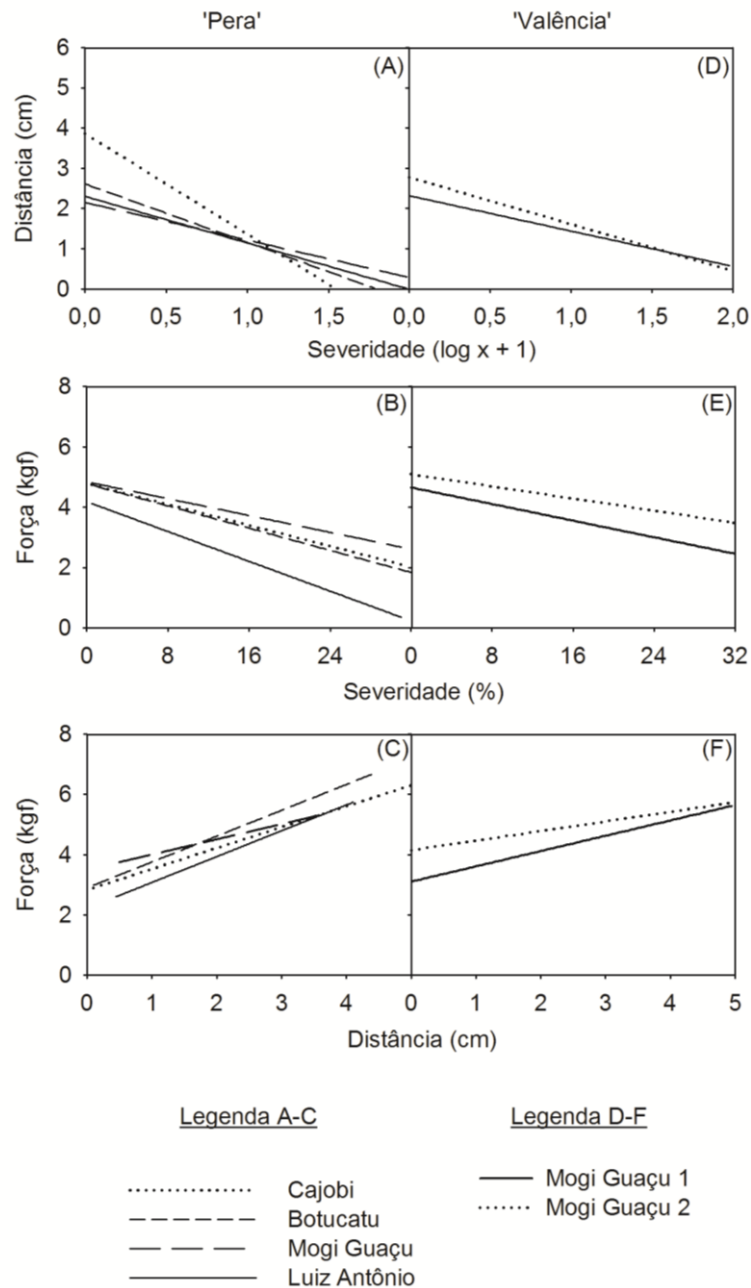 'Pera' 'Valência'
6 (A) (D)
5
4
3
2
1
0
Distância (cm)
0,0 0,5 1,0 1,5 0,0 0,5 1,0 1,5 2,0
Severidade (log x + 1)
8 (B) (E)
6
4
2
0
Força (kgf)
0 8 16 24 0 8 16 24 32
Severidade (%)
8 (C) (F)
6
4
2
0
Força (kgf)
0 1 2 3 4 0 1 2 3 4 5
Distância (cm)
Legenda A-C Legenda D-F
Cajobi Mogi Guaçu 1
Botucatu Mogi Guaçu 2
Mogi Guaçu
Luiz Antônio